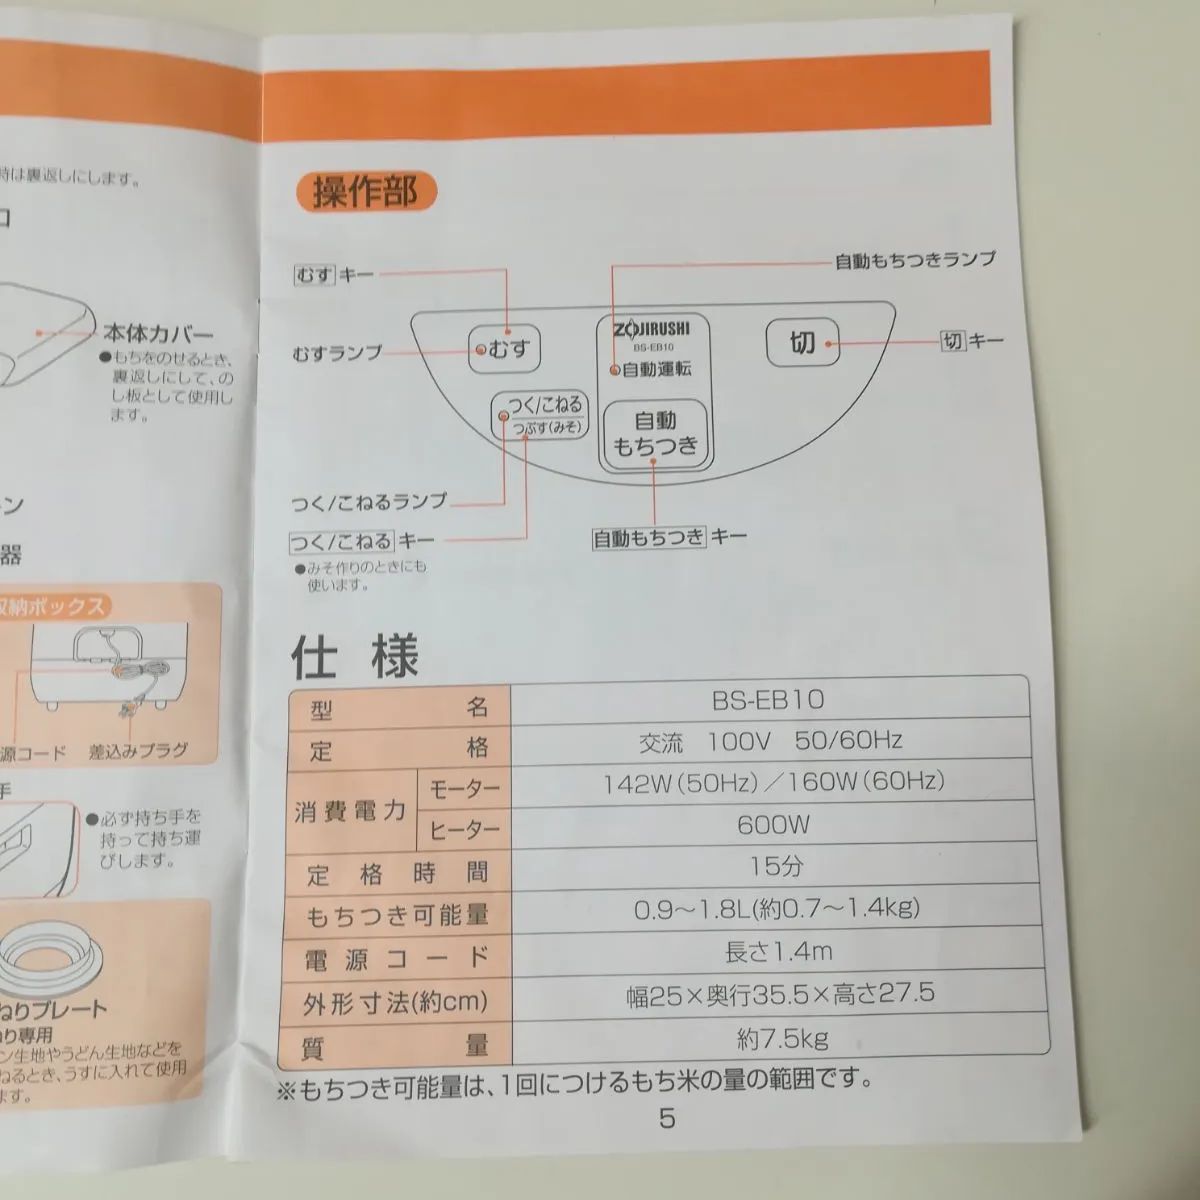 時は裏返しにします。
本体カバー
●もちをのせるとき、
裏返しにして、の
し板として使用し
ます。
器
収納ボックス
源コード 差込みプラグ
手
●必ず持ち手を
持って持ち運
びします。
ねりプレート
ねり専用
ン生地やうどん生地などを
ねるとき、うすに入れて使用
ます。
操作部
むすキー
自動もちつきランプ
むすランプ
むす
ZOJIRUSHI
BS-EB10
自動運転
切
切キー
つく/こねる
つぶす(みそ)
自動
もちつき
つく/こねるランプ
つく/こねるキー
●みそ作りのときにも
使います。
自動もちつきキー
仕様
型名 BS-EB10
定格 交流 100V 50/60Hz
消費電力 モーター 142W(50Hz)/160W(60Hz)
ヒーター 600W
定格時間 15分
もちつき可能量 0.9〜1.8L(約0.7〜1.4kg)
電源コード 長さ1.4m
外形寸法(約cm) 幅25×奥行35.5×高さ27.5
質量 約7.5kg
※もちつき可能量は、1回につけるもち米の量の範囲です。
5